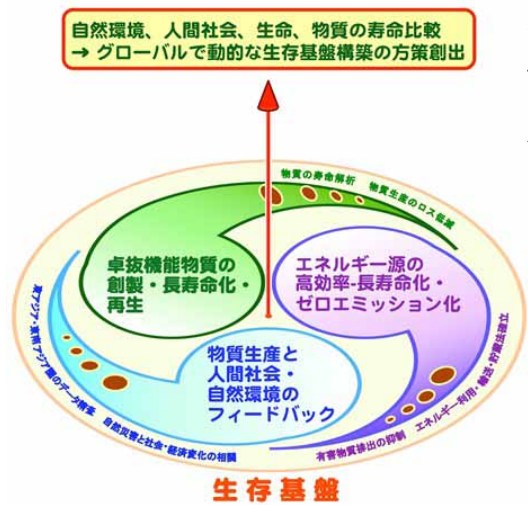 自然環境、人間社会、生命、物質の寿命比較
→ グローバルで動的な生存基盤構築の方策創出
物質の寿命解析 物質生産のロス低減
卓抜機能物質の
創製・長寿命化・
再生
エネルギー源の
高効率-長寿命化・
ゼロエミッション化
物質生産と
人間社会・
自然環境の
フィードバック
東アジア・東南アジア圏のデータ構築 自然災害と社会・経済変化の相関
有害物質排出の抑制 エネルギー利用・輸送・貯蔵法確立
生存基盤